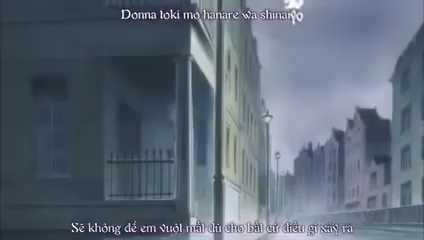 Donna toki mo hanare wa shinai yo
Sẽ không để em vuột mất dù cho bất cứ điều gì xảy ra